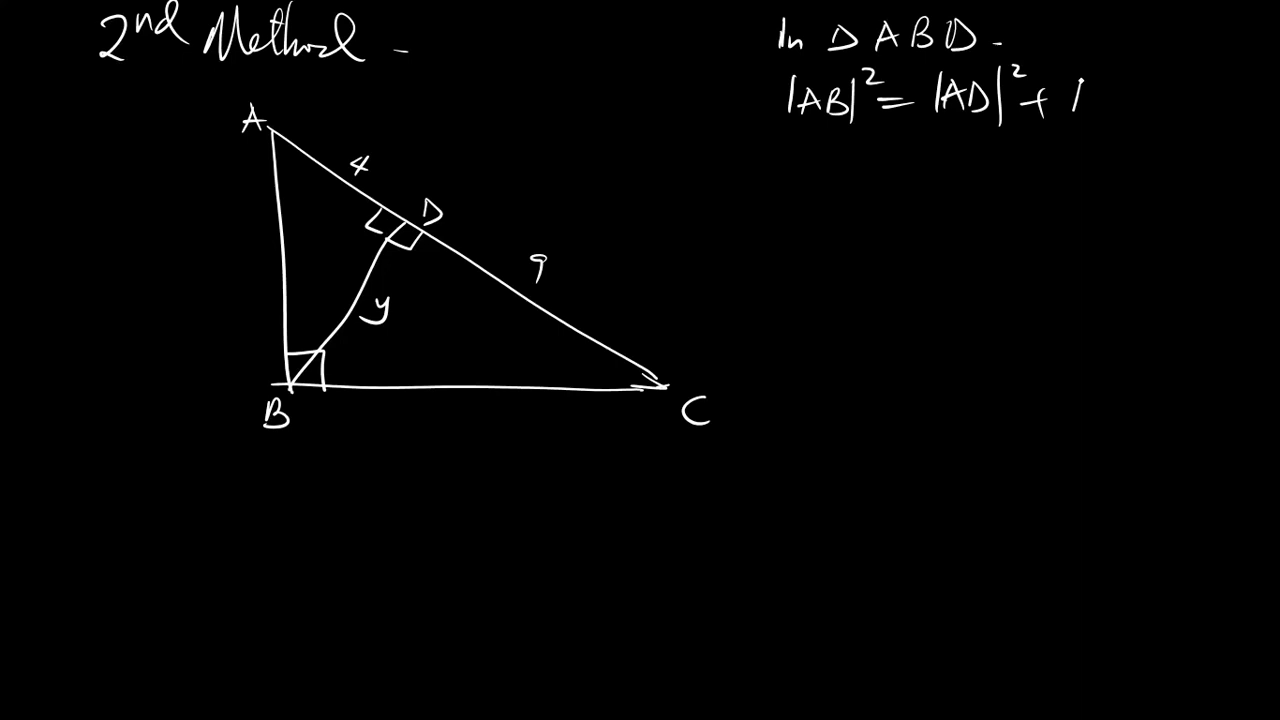 2nd Method -
In Δ ABD -
|AB|² = |AD|² + |
A
4
D
9
y
B
C